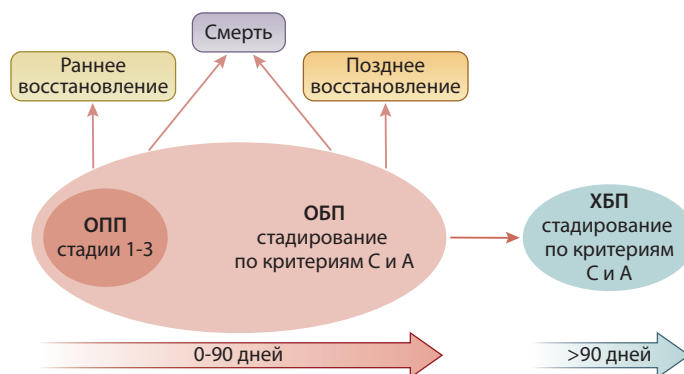 Смерть
Раннее
восстановление
Позднее
восстановление
ОПП
стадии 1-3
ОБП
стадирование
по критериям С и А
ХБП
стадирование
по критериям
С и А
0-90 дней
>90 дней